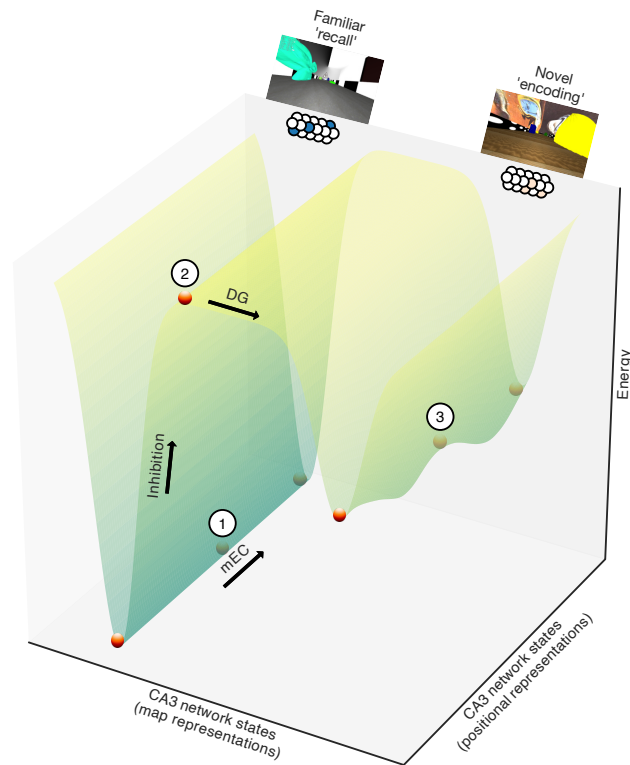 Familiar
'recall'
Novel
'encoding'
2
DG
Energy
3
Inhibition
1
mEC
CA3 network states
(map representations)
CA3 network states
(positional representations)